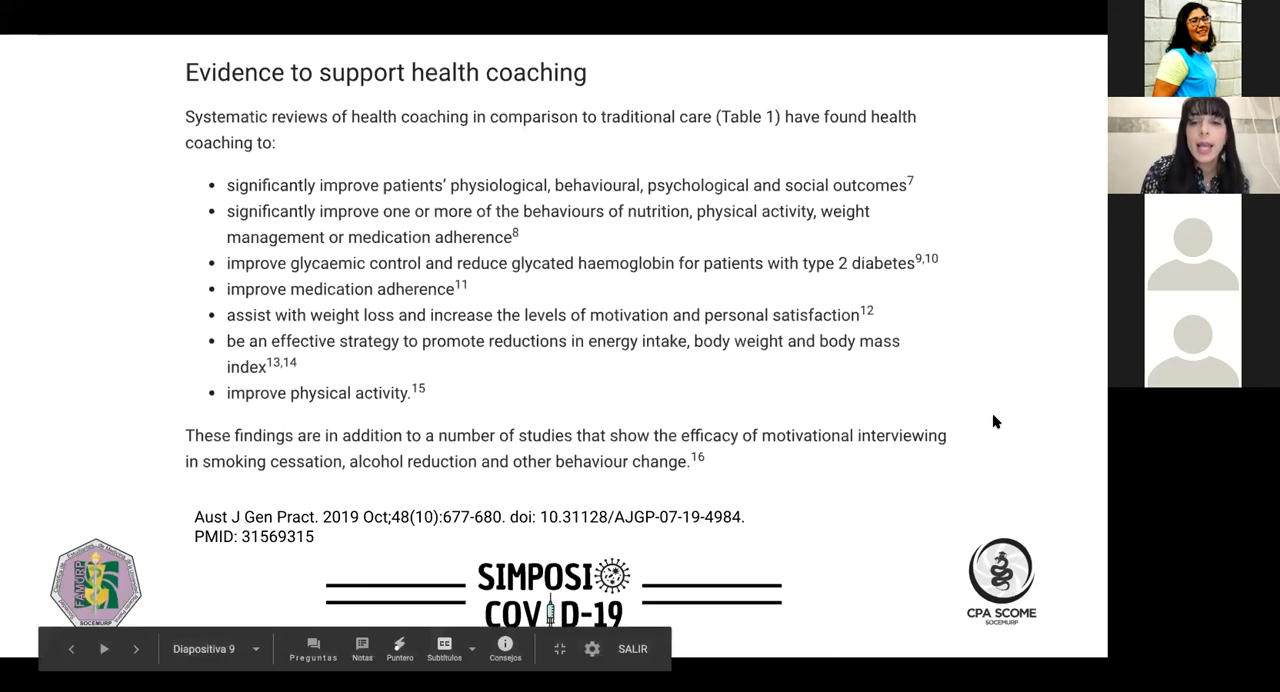 Evidence to support health coaching
Systematic reviews of health coaching in comparison to traditional care (Table 1) have found health
coaching to:
• significantly improve patients’ physiological, behavioural, psychological and social outcomes7
• significantly improve one or more of the behaviours of nutrition, physical activity, weight
management or medication adherence8
• improve glycaemic control and reduce glycated haemoglobin for patients with type 2 diabetes9,10
• improve medication adherence11
• assist with weight loss and increase the levels of motivation and personal satisfaction12
• be an effective strategy to promote reductions in energy intake, body weight and body mass
index13,14
• improve physical activity.15
These findings are in addition to a number of studies that show the efficacy of motivational interviewing
in smoking cessation, alcohol reduction and other behaviour change.16
Aust J Gen Pract. 2019 Oct;48(10):677-680. doi: 10.31128/AJGP-07-19-4984.
PMID: 31569315
FAMURP
SOCEMURP
SIMPOSI
COVID-19
CPA SCOME
SOCEMURP
Diapositiva 9
Preguntas
Notas
Puntero
Subtítulos
Consejos
SALIR